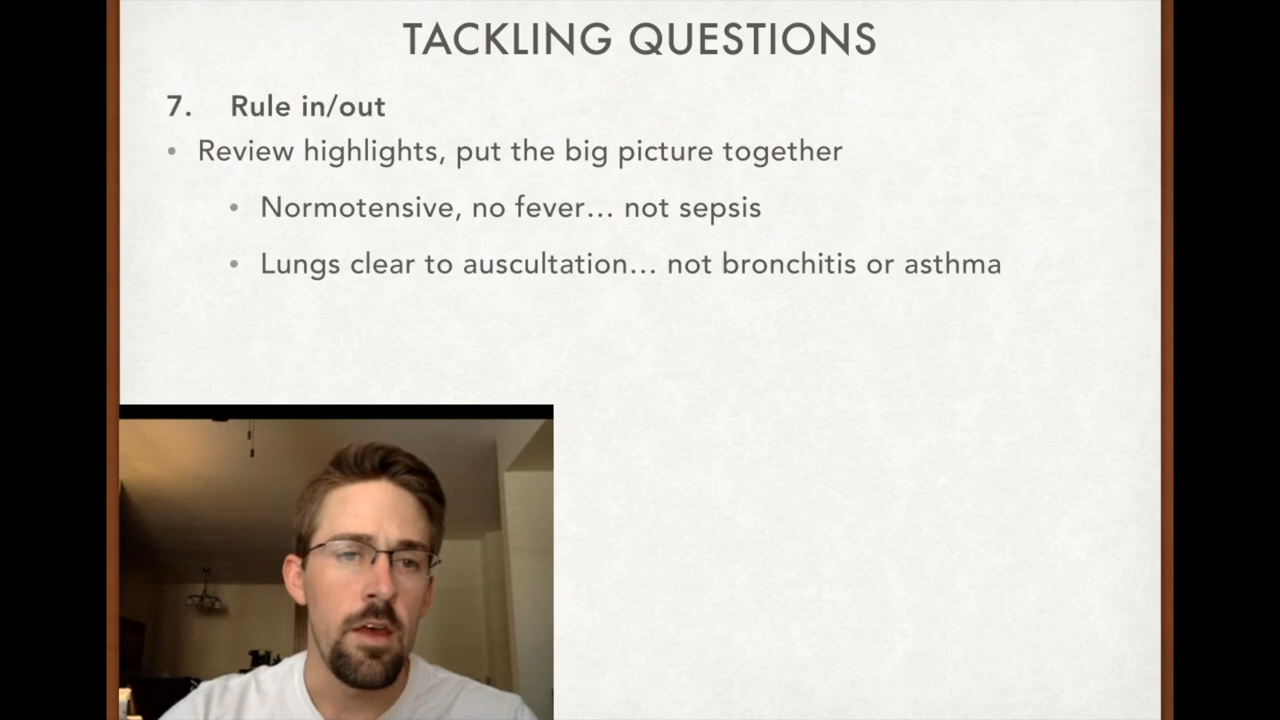 TACKLING QUESTIONS
7. Rule in/out
• Review highlights, put the big picture together
• Normotensive, no fever… not sepsis
• Lungs clear to auscultation… not bronchitis or asthma